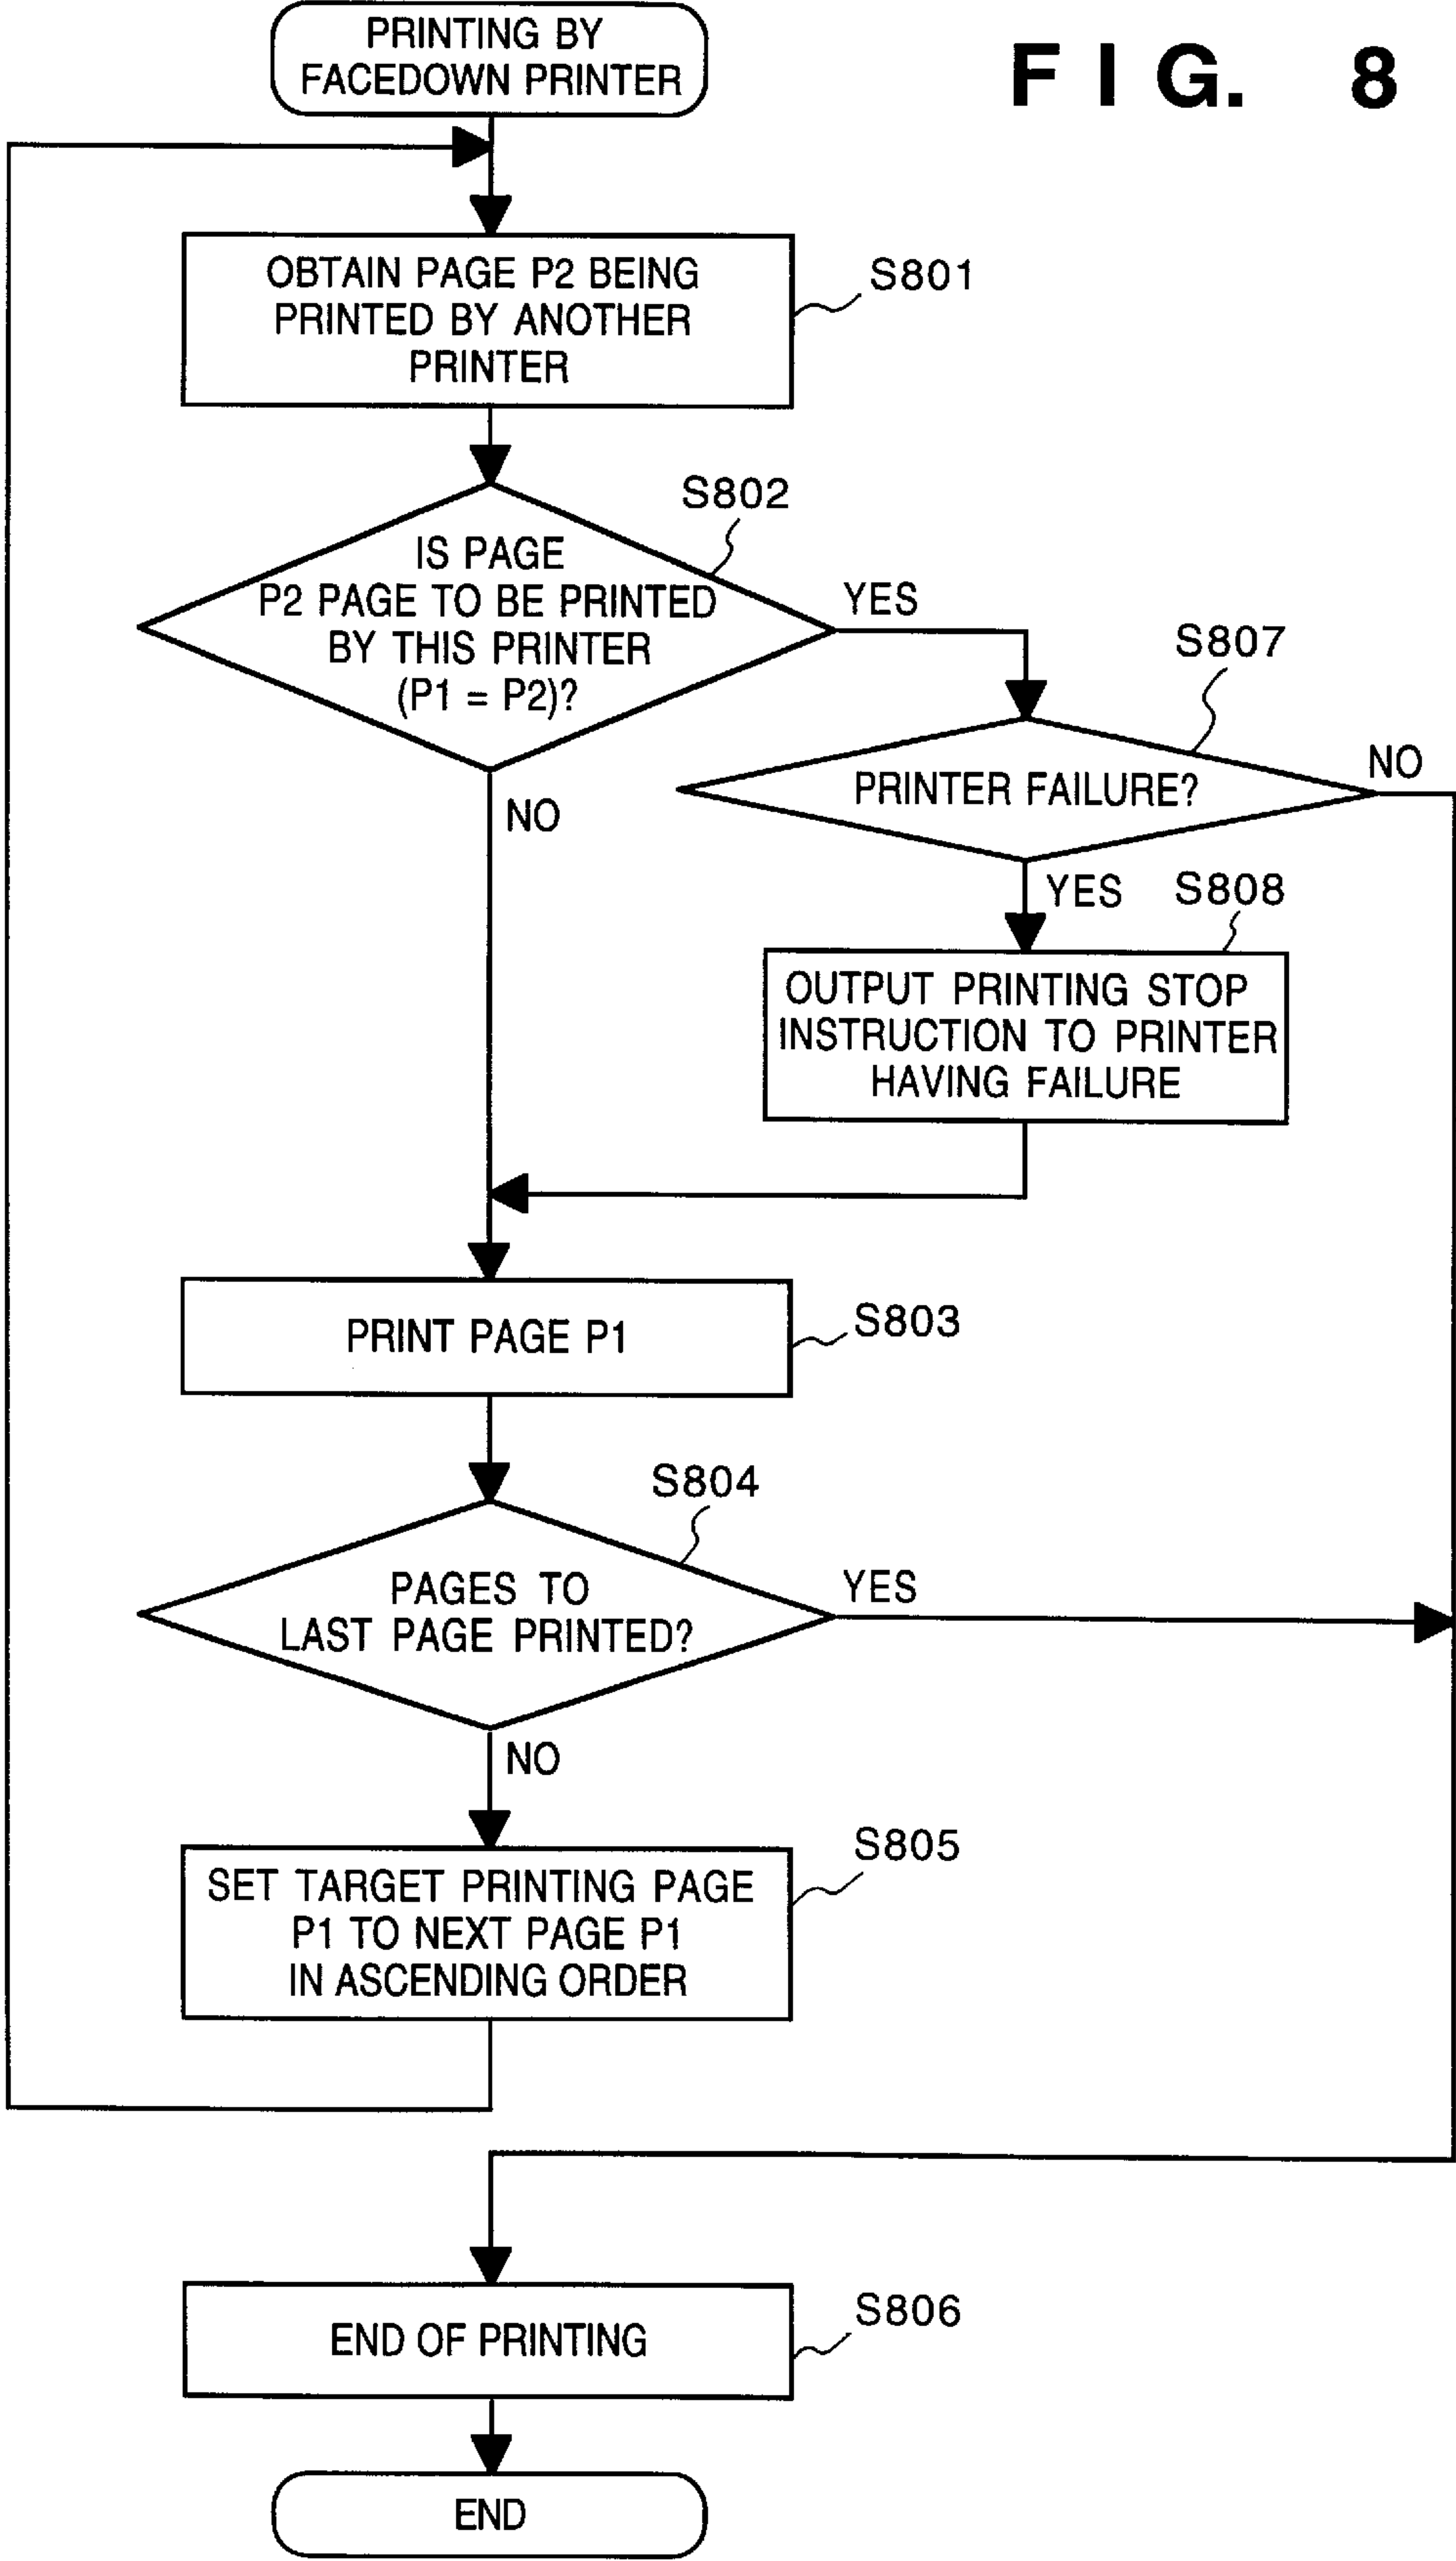 PRINTING BY
FACEDOWN PRINTER
FIG. 8
OBTAIN PAGE P2 BEING
PRINTED BY ANOTHER
PRINTER
S801
S802
IS PAGE
P2 PAGE TO BE PRINTED
BY THIS PRINTER
(P1 = P2)?
YES
NO
S807
PRINTER FAILURE?
NO
YES
S808
OUTPUT PRINTING STOP
INSTRUCTION TO PRINTER
HAVING FAILURE
PRINT PAGE P1
S803
S804
PAGES TO
LAST PAGE PRINTED?
YES
NO
S805
SET TARGET PRINTING PAGE
P1 TO NEXT PAGE P1
IN ASCENDING ORDER
END OF PRINTING
S806
END